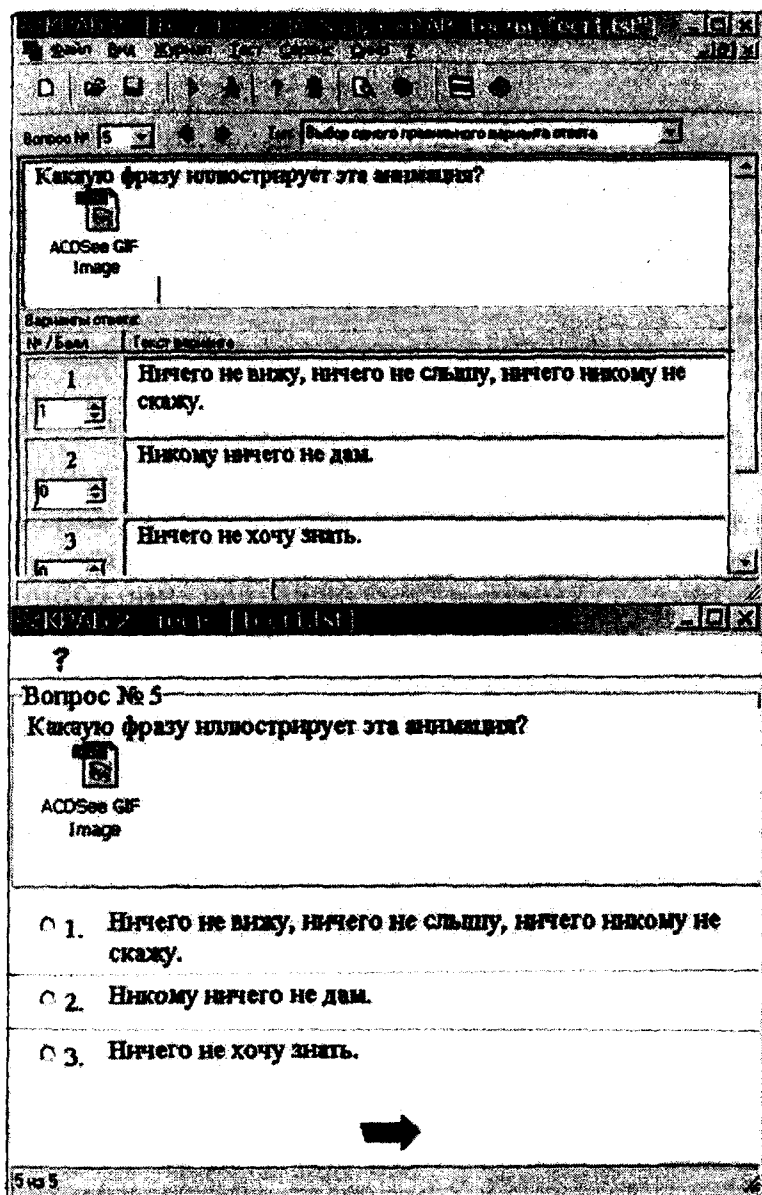 Файл Вид Журнал Тест Сервис Окно ?
Вопрос № 5 Тип Выбор одного правильного варианта ответа
Какую фразу иллюстрирует эта анимация?
ACDSee GIF
Image
Варианты ответа:
№ / Балл Текст варианта
1 Ничего не вижу, ничего не слышу, ничего никому не
1 скажу.
2 Никому ничего не дам.
0
3 Ничего не хочу знать.
0
?
Вопрос № 5
Какую фразу иллюстрирует эта анимация?
ACDSee GIF
Image
1. Ничего не вижу, ничего не слышу, ничего никому не
скажу.
2. Никому ничего не дам.
3. Ничего не хочу знать.
5 из 5